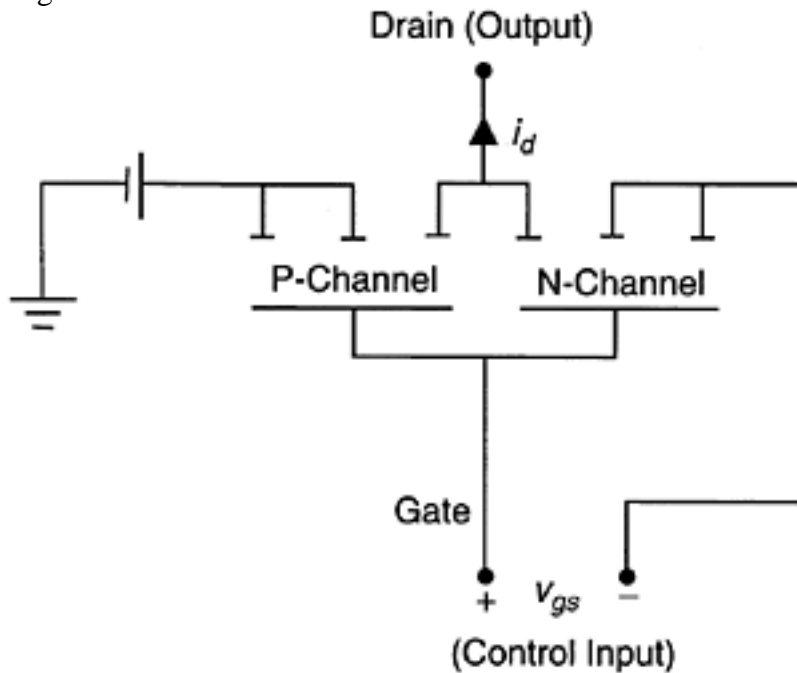 Drain (Output)
i_d
P-Channel
N-Channel
Gate
+ v_gs −
(Control Input)